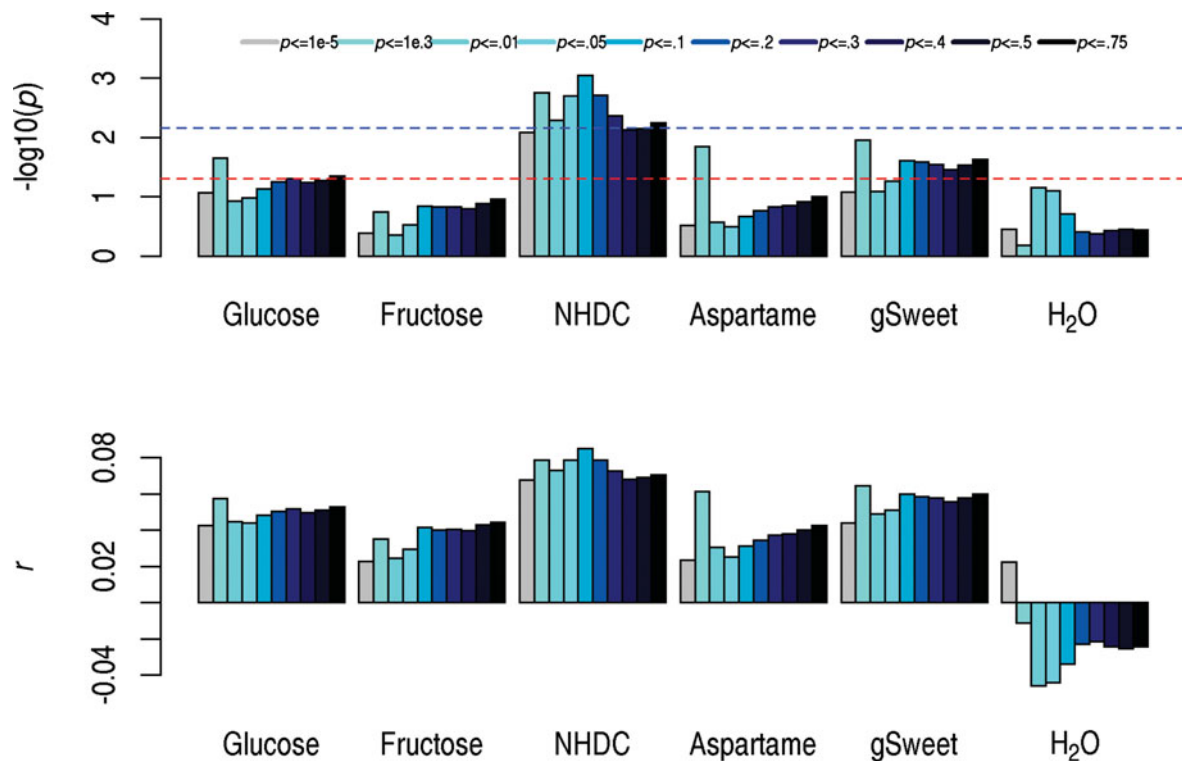 4
p<=1e-5 p<=1e.3 p<=.01 p<=.05 p<=.1 p<=.2 p<=.3 p<=.4 p<=.5 p<=.75
3
2
1
0
-log10(p)
Glucose Fructose NHDC Aspartame gSweet H₂O
0.08
0.02
-0.04
r
Glucose Fructose NHDC Aspartame gSweet H₂O